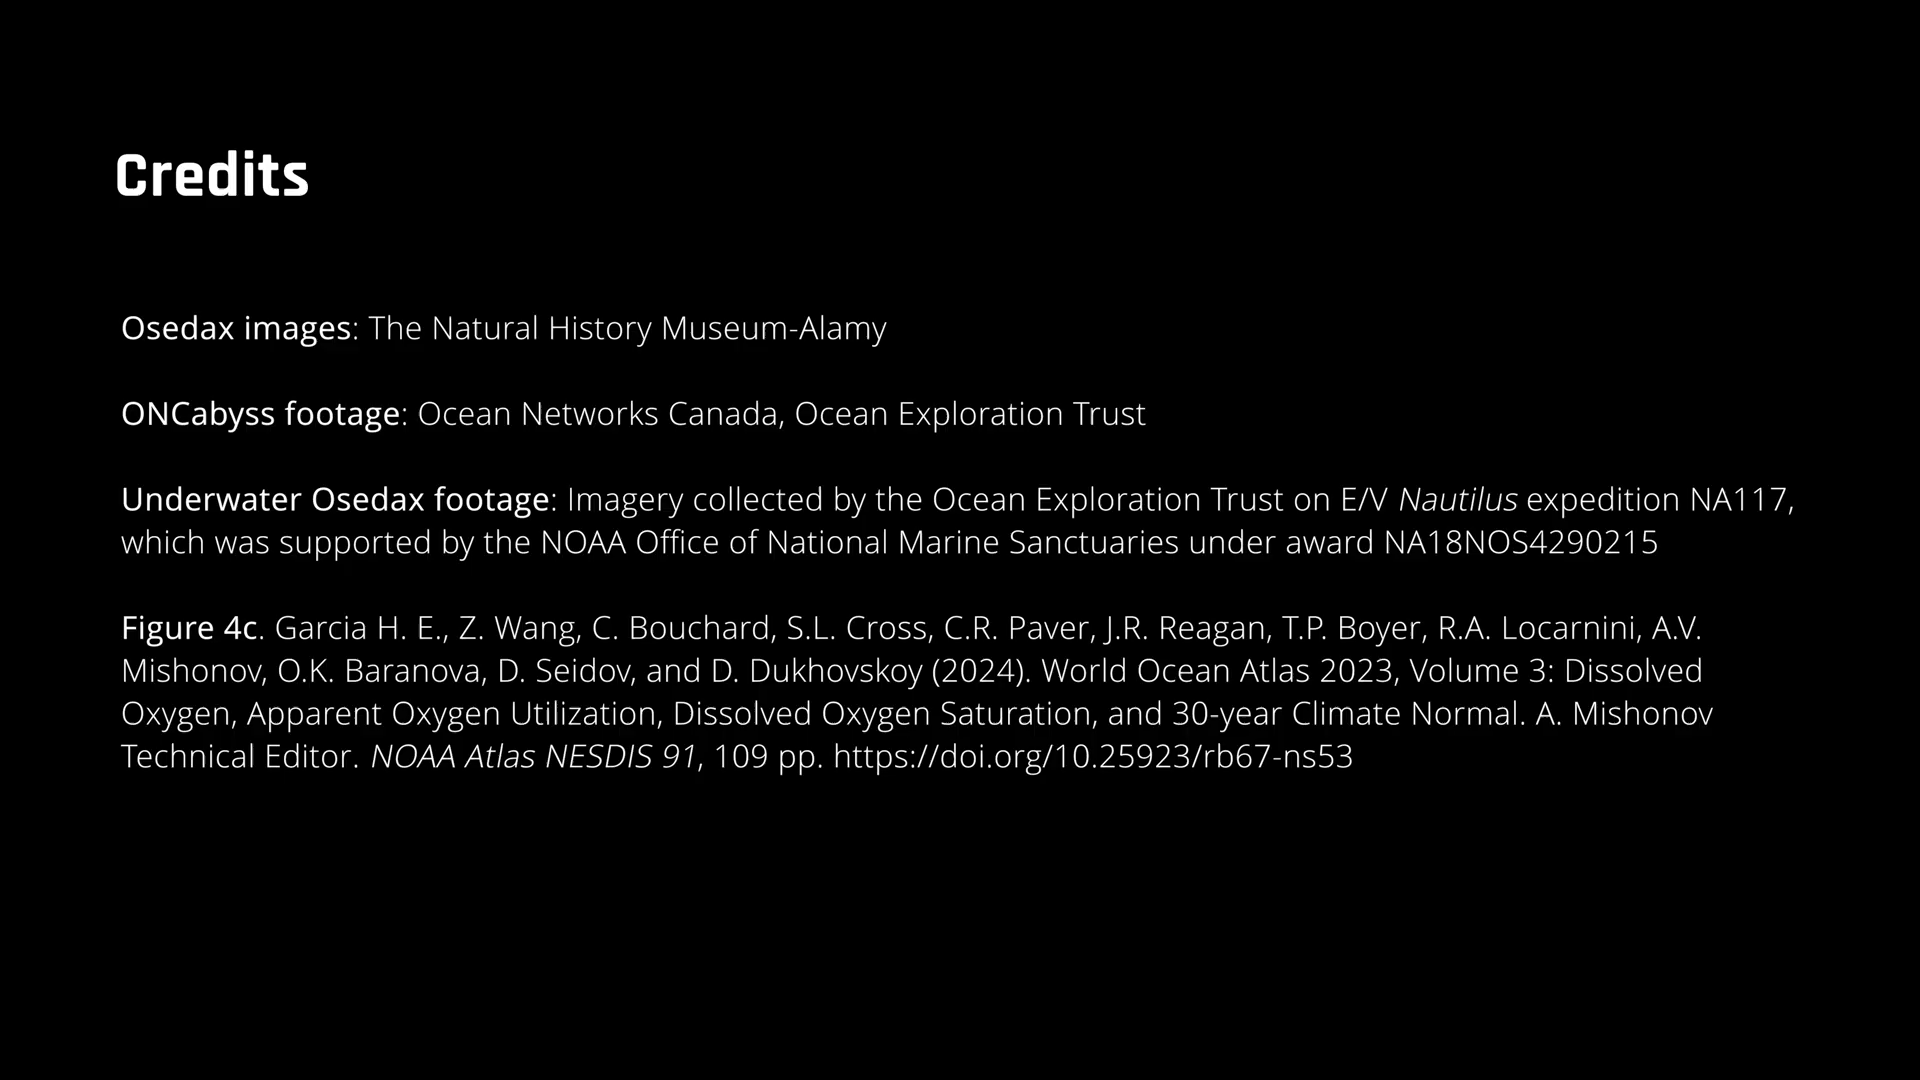 Credits
Osedax images: The Natural History Museum-Alamy
ONCabyss footage: Ocean Networks Canada, Ocean Exploration Trust
Underwater Osedax footage: Imagery collected by the Ocean Exploration Trust on E/V Nautilus expedition NA117,
which was supported by the NOAA Office of National Marine Sanctuaries under award NA18NOS4290215
Figure 4c. Garcia H. E., Z. Wang, C. Bouchard, S.L. Cross, C.R. Paver, J.R. Reagan, T.P. Boyer, R.A. Locarnini, A.V.
Mishonov, O.K. Baranova, D. Seidov, and D. Dukhovskoy (2024). World Ocean Atlas 2023, Volume 3: Dissolved
Oxygen, Apparent Oxygen Utilization, Dissolved Oxygen Saturation, and 30-year Climate Normal. A. Mishonov
Technical Editor. NOAA Atlas NESDIS 91, 109 pp. https://doi.org/10.25923/rb67-ns53